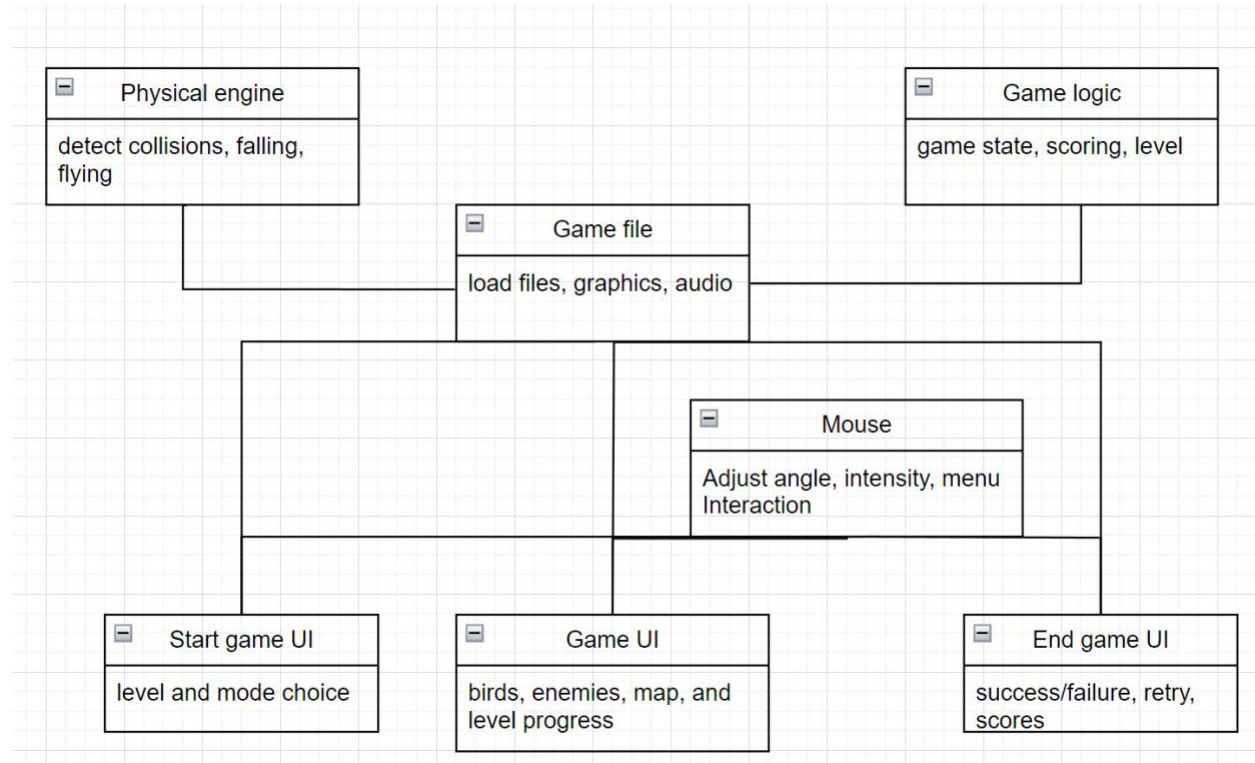 Physical engine
detect collisions, falling,
flying
Game logic
game state, scoring, level
Game file
load files, graphics, audio
Mouse
Adjust angle, intensity, menu
Interaction
Start game UI
level and mode choice
Game UI
birds, enemies, map, and
level progress
End game UI
success/failure, retry,
scores